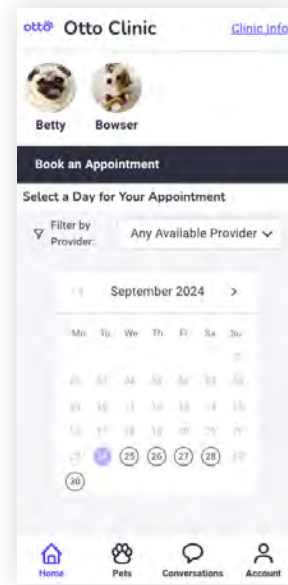 otto Otto Clinic Clinic Info
Betty Bowser
Book an Appointment
Select a Day for Your Appointment
Filter by
Provider:
Any Available Provider
September 2024
Mo Tu We Th Fr Sa Su
24 25 26 27 28
30
Home Pets Conversations Account